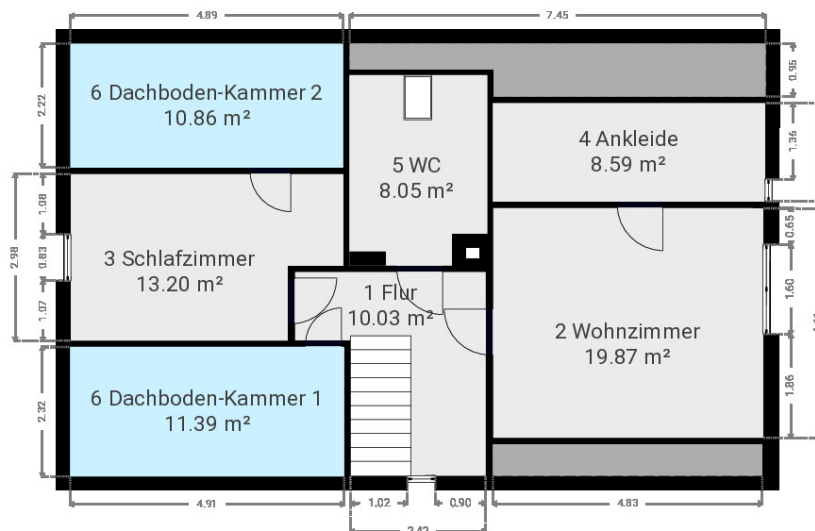 4.89
7.45
6 Dachboden-Kammer 2
10.86 m²
2.22
0.95
4 Ankleide
8.59 m²
1.36
5 WC
8.05 m²
1.08
2.98
0.83
1.07
3 Schlafzimmer
13.20 m²
0.65
1.60
1.86
1 Flur
10.03 m²
2 Wohnzimmer
19.87 m²
6 Dachboden-Kammer 1
11.39 m²
2.32
4.91
1.02
0.90
4.83
2.42